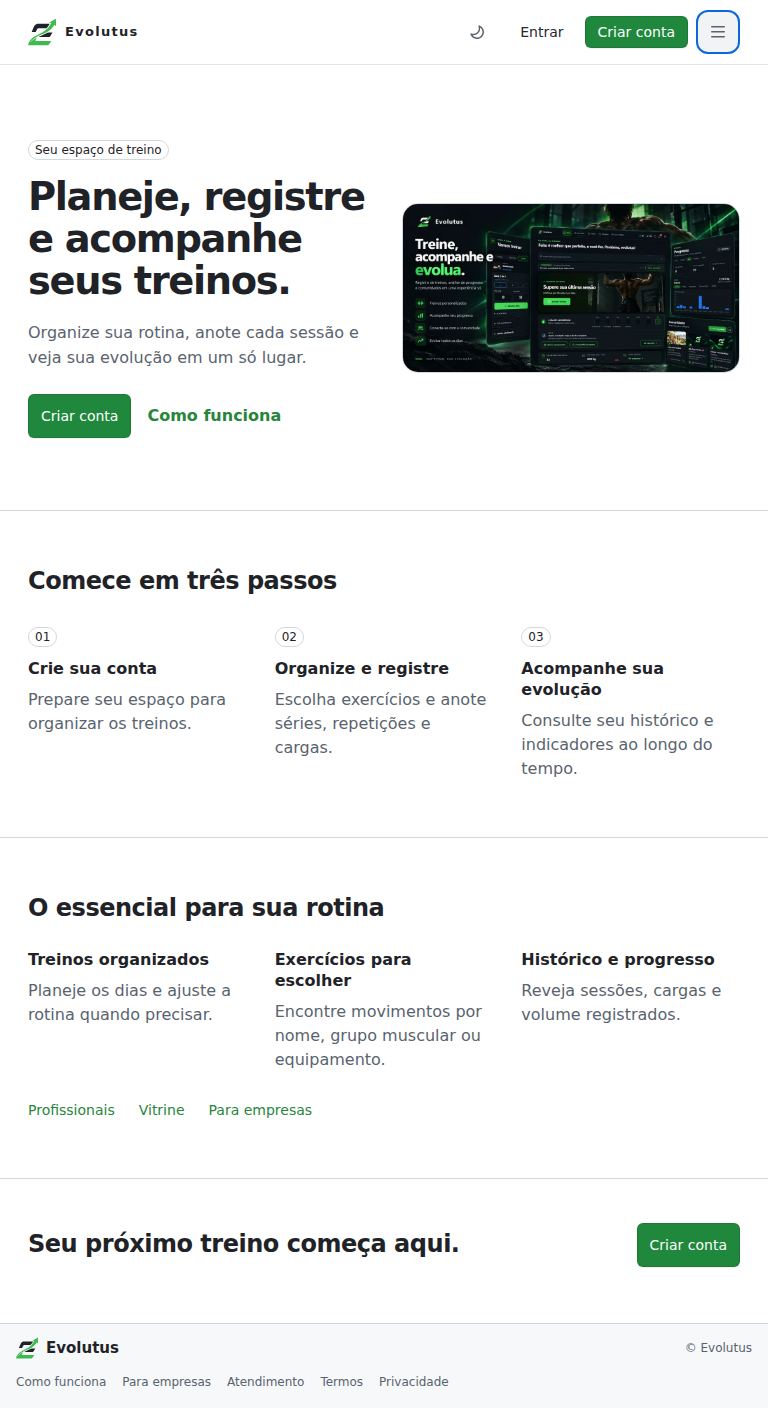 Evolutus
Entrar
Criar conta
Seu espaço de treino
Planeje, registre
e acompanhe
seus treinos.
Organize sua rotina, anote cada sessão e
veja sua evolução em um só lugar.
Criar conta
Como funciona
Evolutus
Treine,
acompanhe e
evolua.
Comece em três passos
01
Crie sua conta
Prepare seu espaço para
organizar os treinos.
02
Organize e registre
Escolha exercícios e anote
séries, repetições e
cargas.
03
Acompanhe sua
evolução
Consulte seu histórico e
indicadores ao longo do
tempo.
O essencial para sua rotina
Treinos organizados
Planeje os dias e ajuste a
rotina quando precisar.
Exercícios para
escolher
Encontre movimentos por
nome, grupo muscular ou
equipamento.
Histórico e progresso
Reveja sessões, cargas e
volume registrados.
Profissionais
Vitrine
Para empresas
Seu próximo treino começa aqui.
Criar conta
Evolutus
© Evolutus
Como funciona
Para empresas
Atendimento
Termos
Privacidade